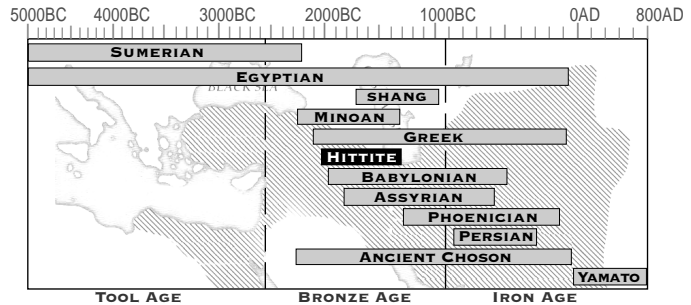 5000BC 4000BC 3000BC 2000BC 1000BC 0AD 800AD
SUMERIAN
EGYPTIAN
BLACK SEA
SHANG
MINOAN
GREEK
HITTITE
BABYLONIAN
ASSYRIAN
PHOENICIAN
PERSIAN
ANCIENT CHOSON
YAMATO
TOOL AGE BRONZE AGE IRON AGE